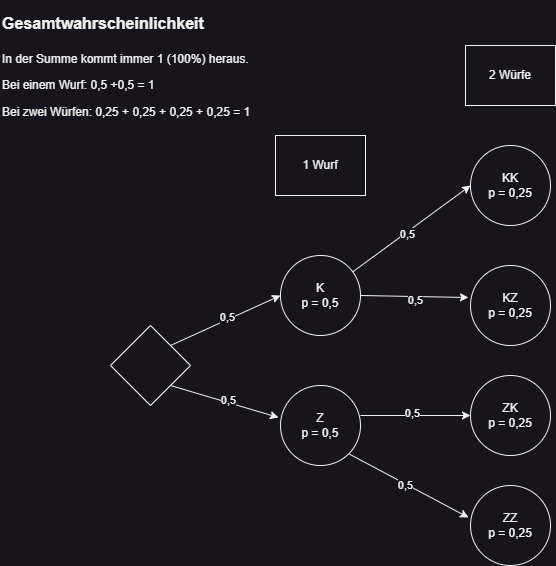 Gesamtwahrscheinlichkeit
In der Summe kommt immer 1 (100%) heraus.
Bei einem Wurf: 0,5 +0,5 = 1
Bei zwei Würfen: 0,25 + 0,25 + 0,25 + 0,25 = 1
2 Würfe
1 Wurf
KK
p = 0,25
0,5
K
p = 0,5
0,5
KZ
p = 0,25
0,5
0,5
Z
p = 0,5
0,5
ZK
p = 0,25
0,5
ZZ
p = 0,25